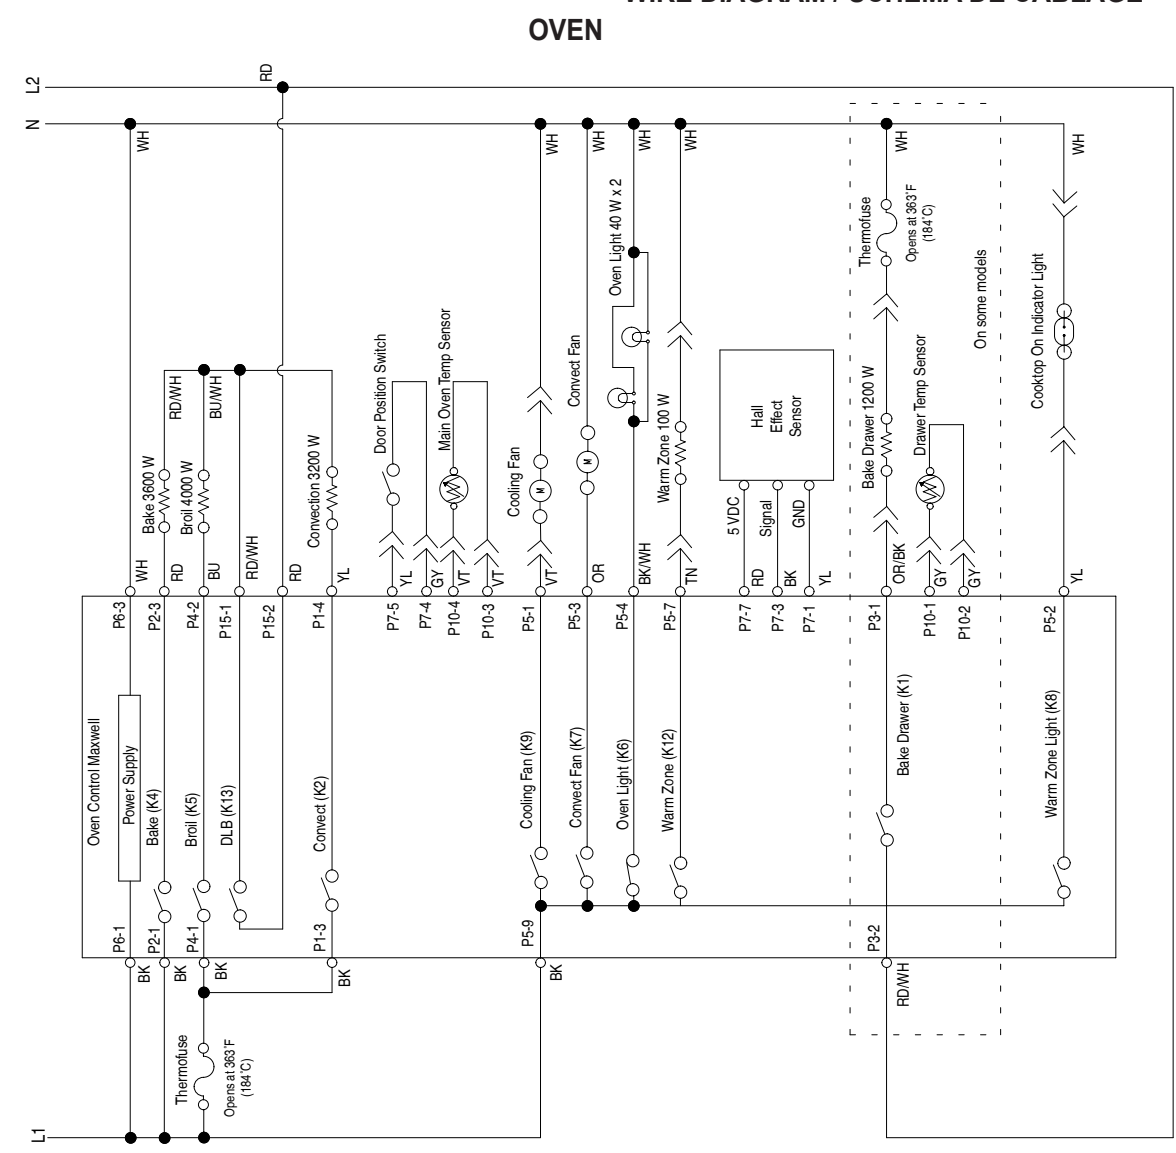 OVEN
L2
N
L1
RD
WH
WH
WH
WH
WH
WH
WH
RD/WH
BU/WH
Bake 3600 W
Broil 4000 W
Convection 3200 W
Door Position Switch
Main Oven Temp Sensor
Cooling Fan
Convect Fan
Oven Light 40 W x 2
Warm Zone 100 W
Hall
Effect
Sensor
5 VDC
Signal
GND
Thermofuse
Opens at 363˚F
(184˚C)
Bake Drawer 1200 W
Drawer Temp Sensor
On some models
Cooktop On Indicator Light
M
M
WH
RD
BU
RD/WH
RD
YL
YL
GY
VT
VT
VT
OR
BK/WH
TN
RD
BK
YL
OR/BK
GY
GY
YL
P6-3
P2-3
P4-2
P15-1
P15-2
P1-4
P7-5
P7-4
P10-4
P10-3
P5-1
P5-3
P5-4
P5-7
P7-7
P7-3
P7-1
P3-1
P10-1
P10-2
P5-2
Oven Control Maxwell
Power Supply
Bake (K4)
Broil (K5)
DLB (K13)
Convect (K2)
Cooling Fan (K9)
Convect Fan (K7)
Oven Light (K6)
Warm Zone (K12)
Bake Drawer (K1)
Warm Zone Light (K8)
P6-1
P2-1
P4-1
P1-3
P5-9
P3-2
BK
BK
BK
BK
BK
RD/WH
Thermofuse
Opens at 363˚F
(184˚C)